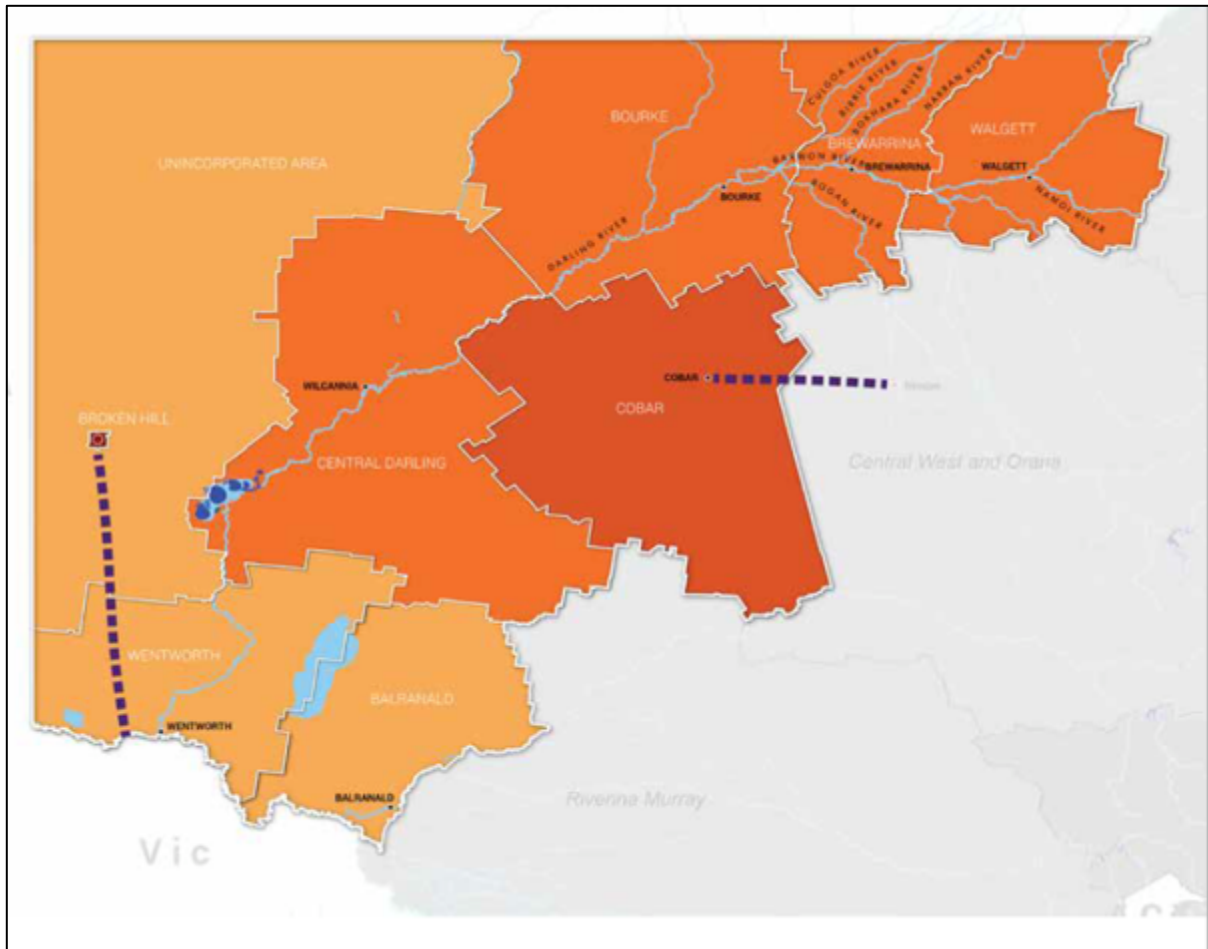 CULGOA RIVER
BIRRIE RIVER
BOKHARA RIVER
NARRAN RIVER
BOURKE
WALGETT
BREWARRINA
UNINCORPORATED AREA
BARWON RIVER
BREWARRINA
WALGETT
BOURKE
NAMOI RIVER
BOGAN RIVER
DARLING RIVER
COBAR
WILCANNIA
COBAR
BROKEN HILL
CENTRAL DARLING
Central West and Orana
WENTWORTH
BALRANALD
WENTWORTH
BALRANALD
Riverina Murray
Vic